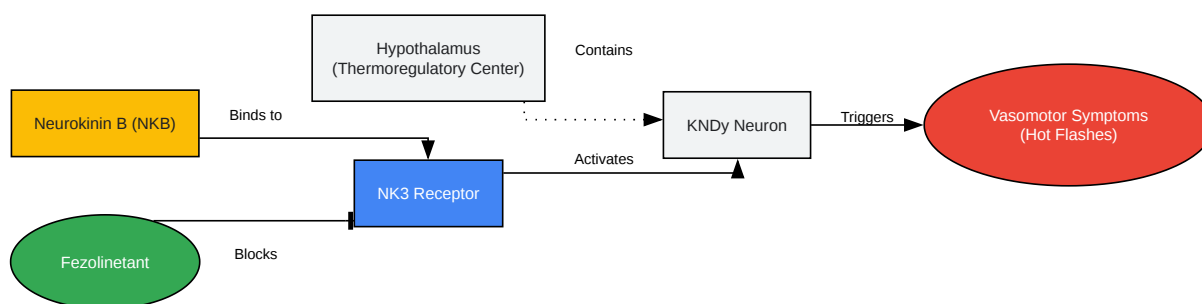 Hypothalamus
(Thermoregulatory Center)
Contains
Neurokinin B (NKB)
Binds to
KNDy Neuron
Triggers
Vasomotor Symptoms
(Hot Flashes)
NK3 Receptor
Activates
Fezolinetant
Blocks